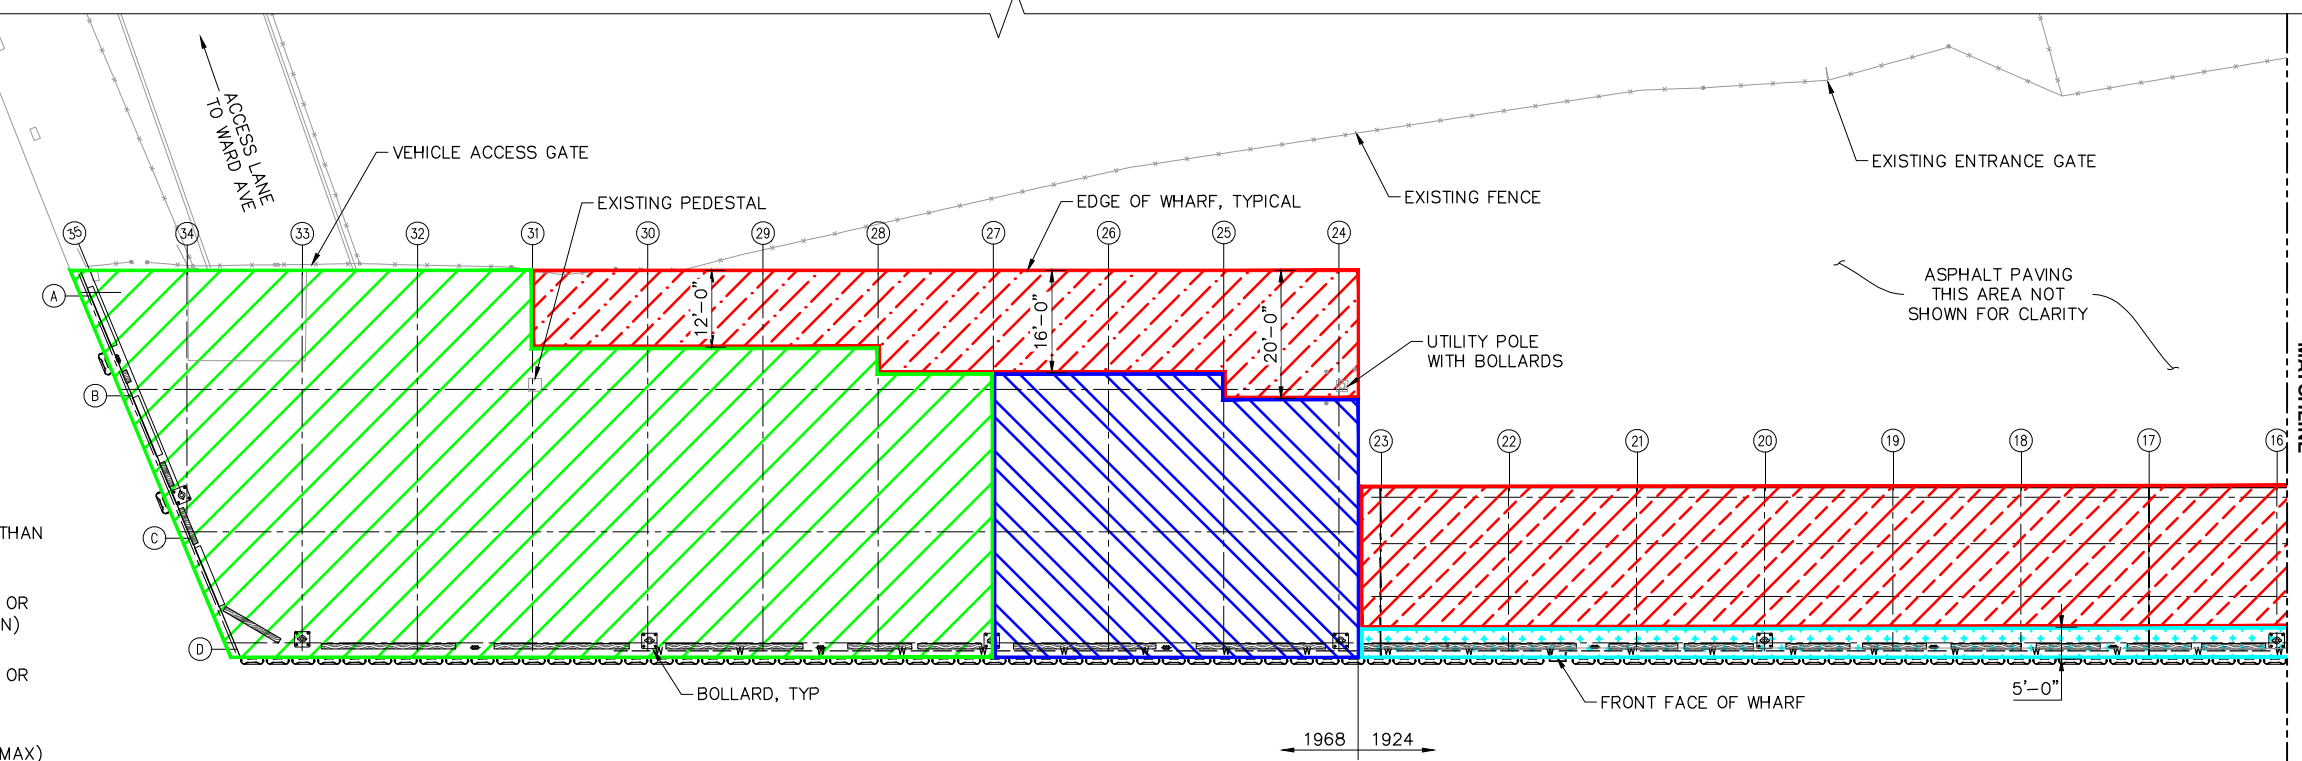 ACCESS LANE
TO WARD AVE
VEHICLE ACCESS GATE
EXISTING PEDESTAL
EDGE OF WHARF, TYPICAL
EXISTING FENCE
EXISTING ENTRANCE GATE
35
34
33
32
31
30
29
28
27
26
25
24
A
B
C
D
12'-0"
16'-0"
20'-0"
UTILITY POLE
WITH BOLLARDS
ASPHALT PAVING
THIS AREA NOT
SHOWN FOR CLARITY
23
22
21
20
19
18
17
16
THAN
OR
N)
OR
MAX)
W W W W W W W W W W W W W W W
BOLLARD, TYP
FRONT FACE OF WHARF
5'-0"
1968
1924